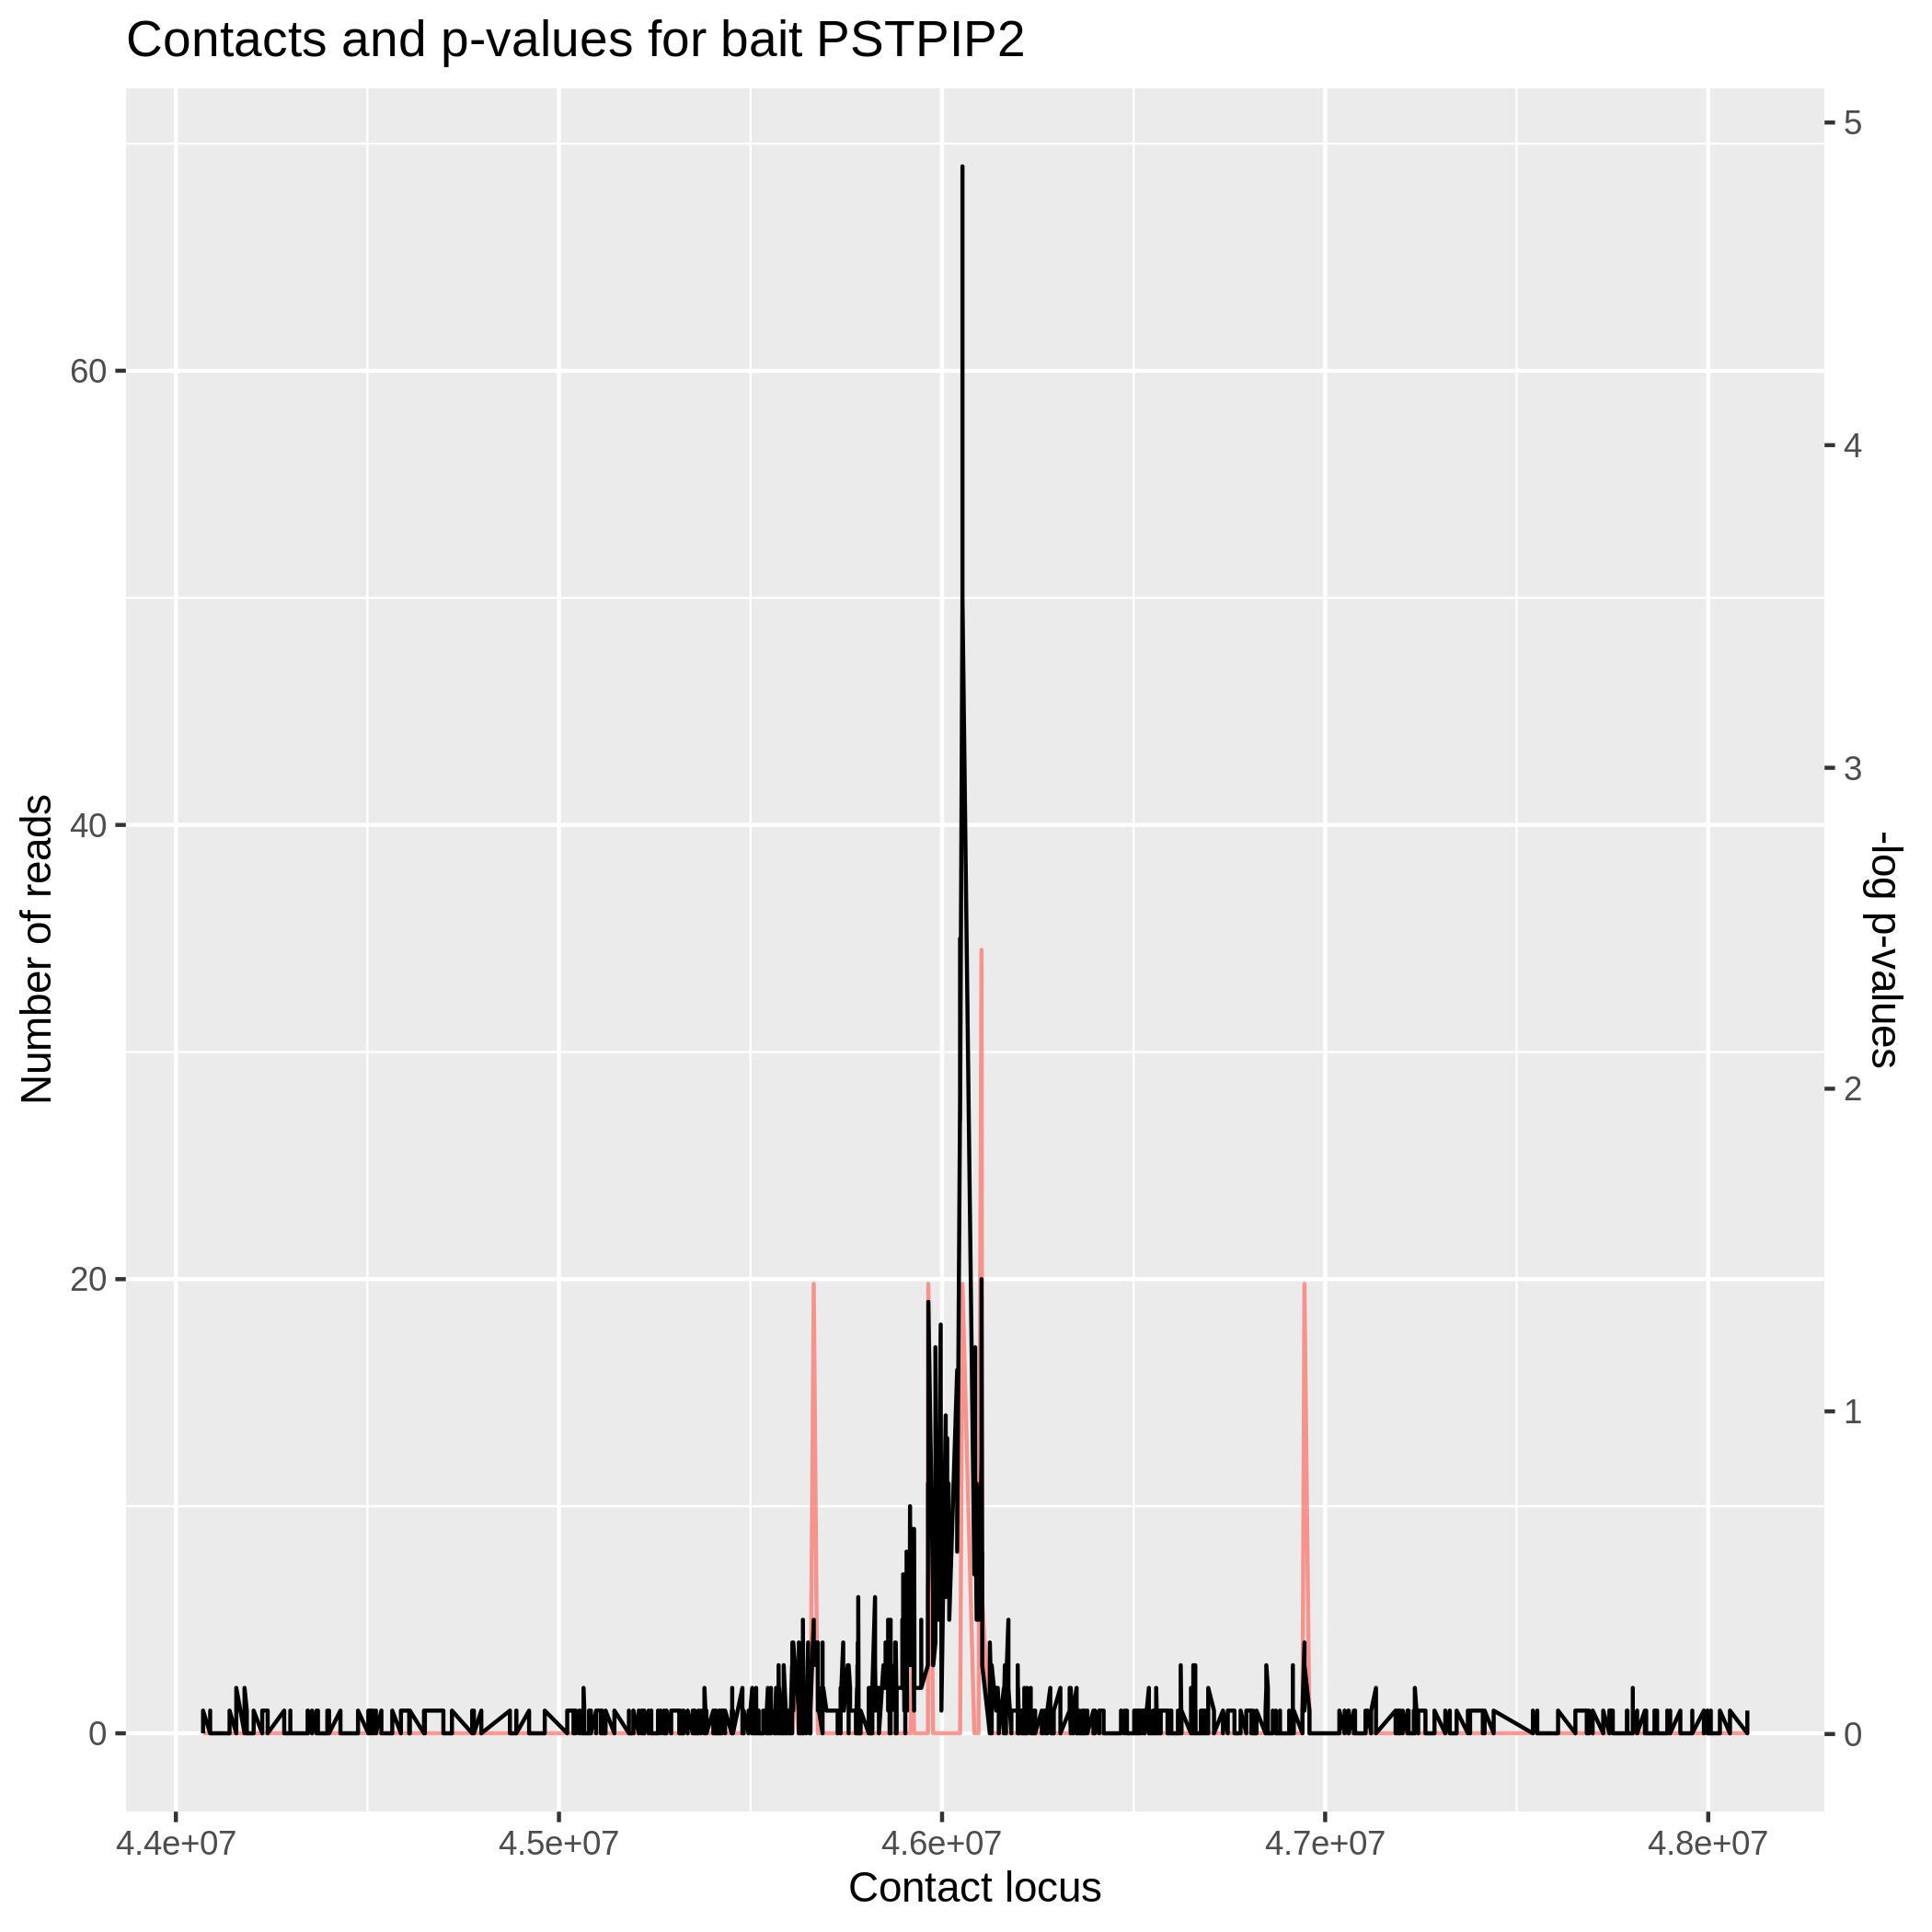 Contacts and p-values for bait PSTPIP2
Number of reads
60
40
20
0
5
4
3
2
1
0
-log p-values
4.4e+07
4.5e+07
4.6e+07
4.7e+07
4.8e+07
Contact locus